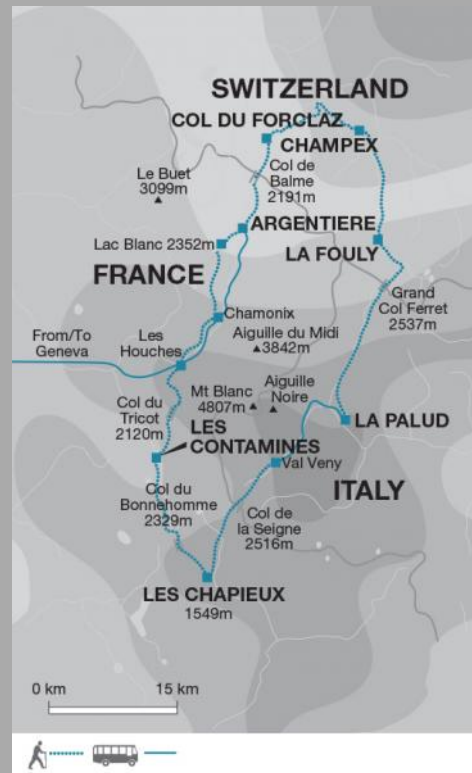 SWITZERLAND
COL DU FORCLAZ
CHAMPEX
Le Buet
3099m
Col de
Balme
2191m
ARGENTIERE
Lac Blanc 2352m
LA FOULY
FRANCE
Grand
Col Ferret
2537m
Chamonix
From/To
Geneva
Les
Houches
Aiguille du Midi
3842m
Col du
Tricot
2120m
Mt Blanc
4807m
Aiguille
Noire
LES
CONTAMINES
LA PALUD
Val Veny
ITALY
Col du
Bonnehomme
2329m
Col de
la Seigne
2516m
LES CHAPIEUX
1549m
0 km
15 km